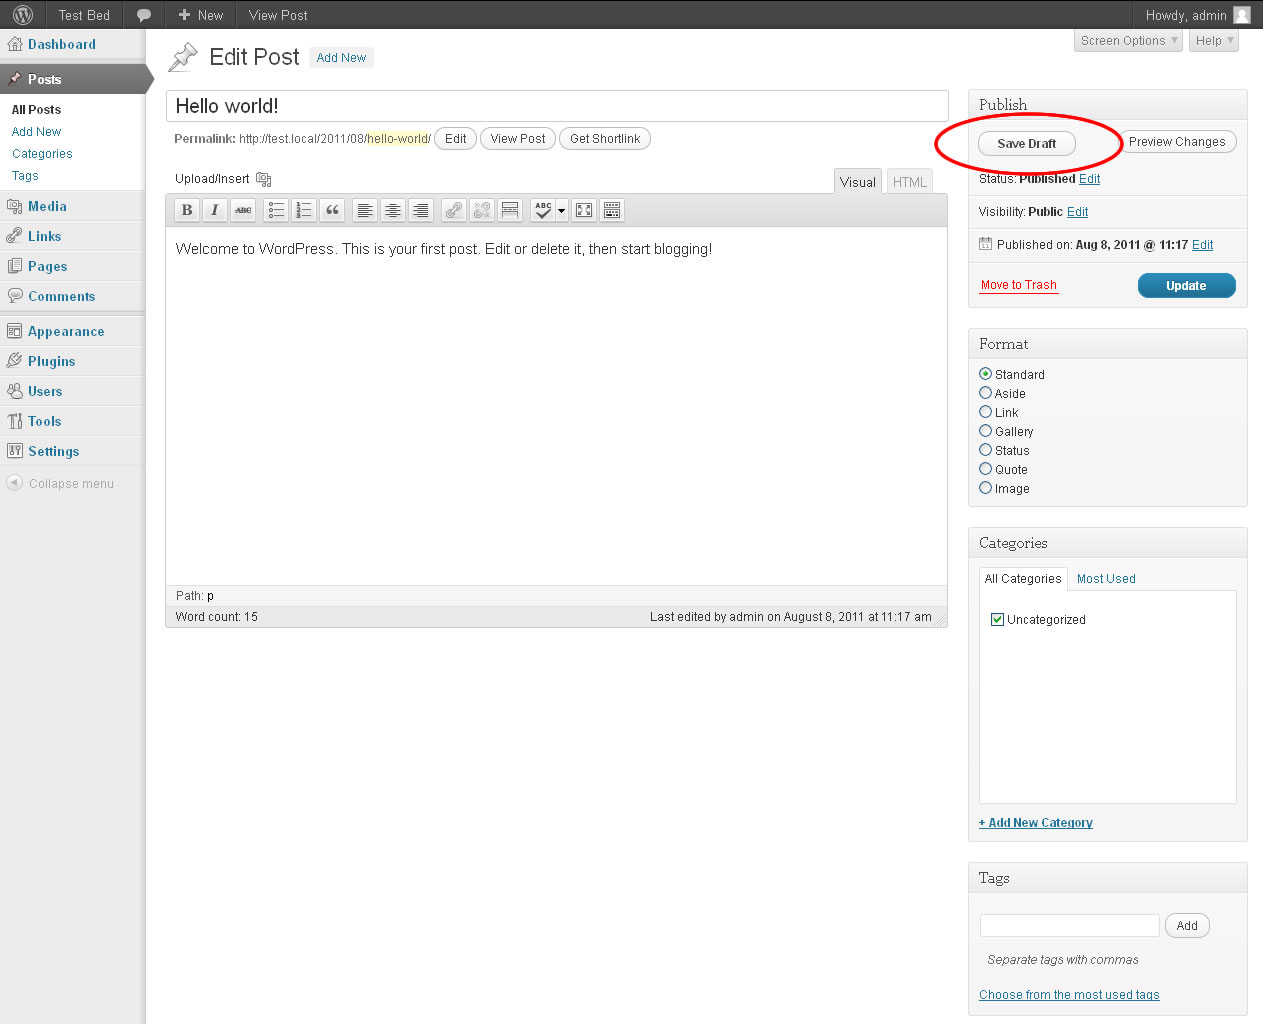 Test Bed
New
View Post
Howdy, admin
Dashboard
Posts
All Posts
Add New
Categories
Tags
Media
Links
Pages
Comments
Appearance
Plugins
Users
Tools
Settings
Collapse menu
Screen Options
Help
Edit Post Add New
Hello world!
Permalink: http://test.local/2011/08/hello-world/ Edit View Post Get Shortlink
Upload/Insert
Visual HTML
B I ABC ABC
Welcome to WordPress. This is your first post. Edit or delete it, then start blogging!
Path: p
Word count: 15 Last edited by admin on August 8, 2011 at 11:17 am
Publish
Save Draft Preview Changes
Status: Published Edit
Visibility: Public Edit
Published on: Aug 8, 2011 @ 11:17 Edit
Move to Trash Update
Format
Standard
Aside
Link
Gallery
Status
Quote
Image
Categories
All Categories Most Used
Uncategorized
+ Add New Category
Tags
Add
Separate tags with commas
Choose from the most used tags